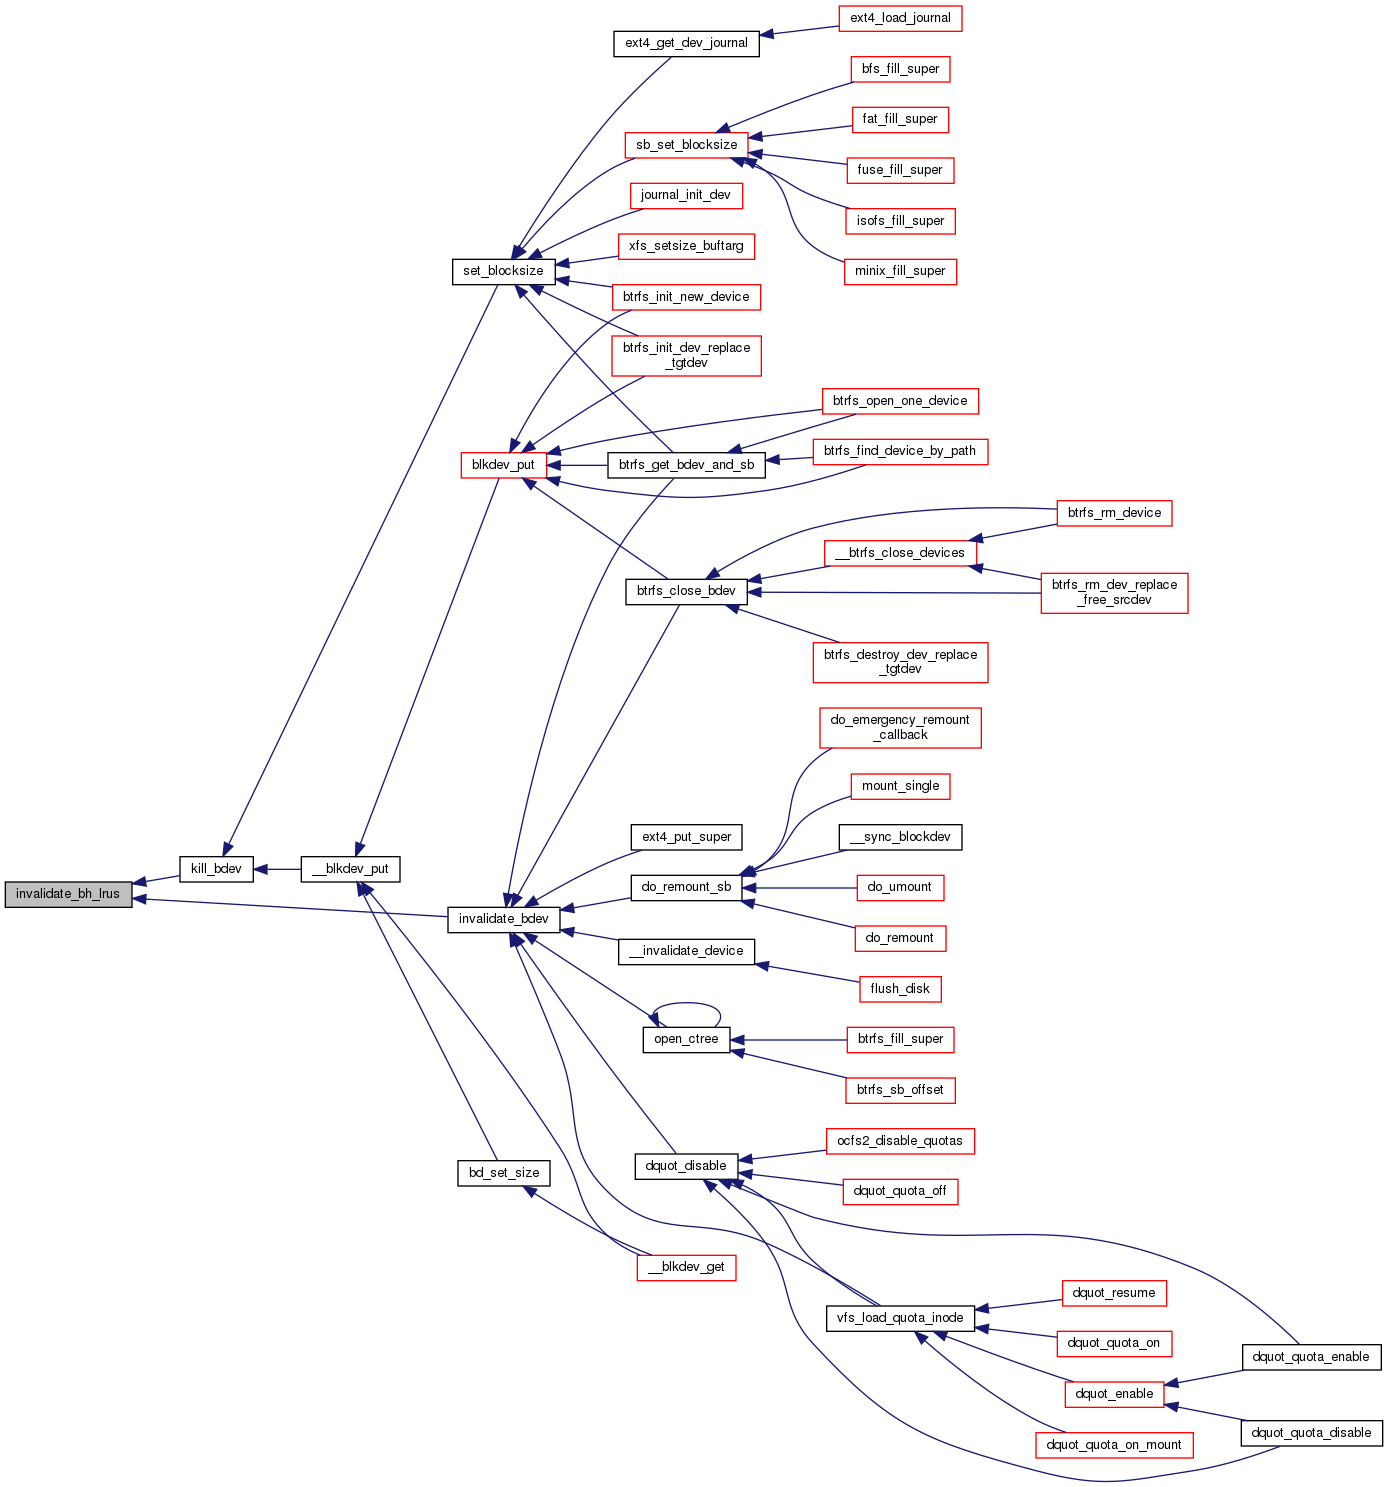 ext4_load_journal
ext4_get_dev_journal
bfs_fill_super
fat_fill_super
sb_set_blocksize
fuse_fill_super
journal_init_dev
isofs_fill_super
xfs_setsize_buftarg
set_blocksize
minix_fill_super
btrfs_init_new_device
btrfs_init_dev_replace
_tgtdev
btrfs_open_one_device
btrfs_find_device_by_path
blkdev_put
btrfs_get_bdev_and_sb
btrfs_rm_device
__btrfs_close_devices
btrfs_close_bdev
btrfs_rm_dev_replace
_free_srcdev
btrfs_destroy_dev_replace
_tgtdev
do_emergency_remount
_callback
mount_single
ext4_put_super
__sync_blockdev
kill_bdev
__blkdev_put
invalidate_bh_lrus
do_remount_sb
do_umount
invalidate_bdev
do_remount
__invalidate_device
flush_disk
open_ctree
btrfs_fill_super
btrfs_sb_offset
ocfs2_disable_quotas
dquot_disable
bd_set_size
dquot_quota_off
__blkdev_get
dquot_resume
vfs_load_quota_inode
dquot_quota_on
dquot_quota_enable
dquot_enable
dquot_quota_disable
dquot_quota_on_mount